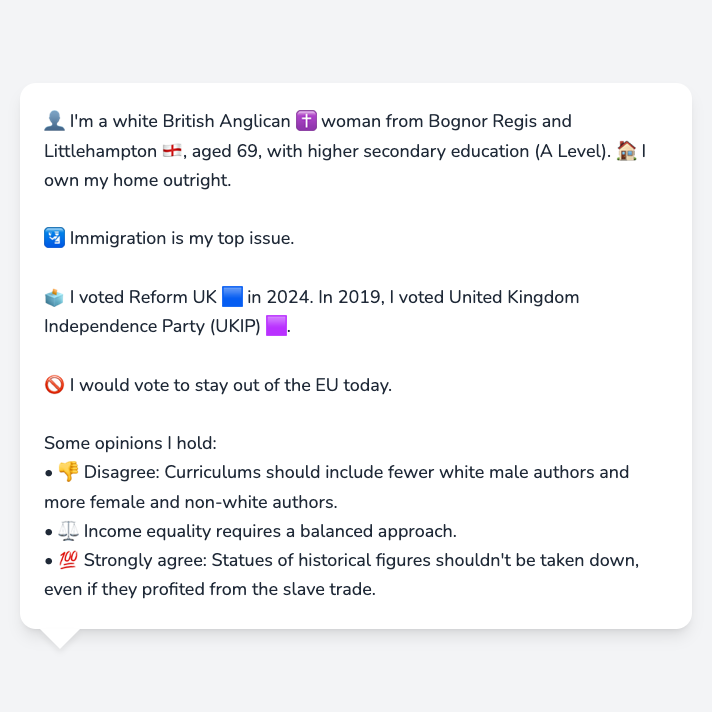 👤 I'm a white British Anglican ✝️ woman from Bognor Regis and
Littlehampton 🏴󠁧󠁢󠁥󠁮󠁧󠁿, aged 69, with higher secondary education (A Level). 🏠 I
own my home outright.
🛂 Immigration is my top issue.
🗳️ I voted Reform UK 🟦 in 2024. In 2019, I voted United Kingdom
Independence Party (UKIP) 🟪.
🚫 I would vote to stay out of the EU today.
Some opinions I hold:
• 👎 Disagree: Curriculums should include fewer white male authors and
more female and non-white authors.
• ⚖️ Income equality requires a balanced approach.
• 💯 Strongly agree: Statues of historical figures shouldn't be taken down,
even if they profited from the slave trade.